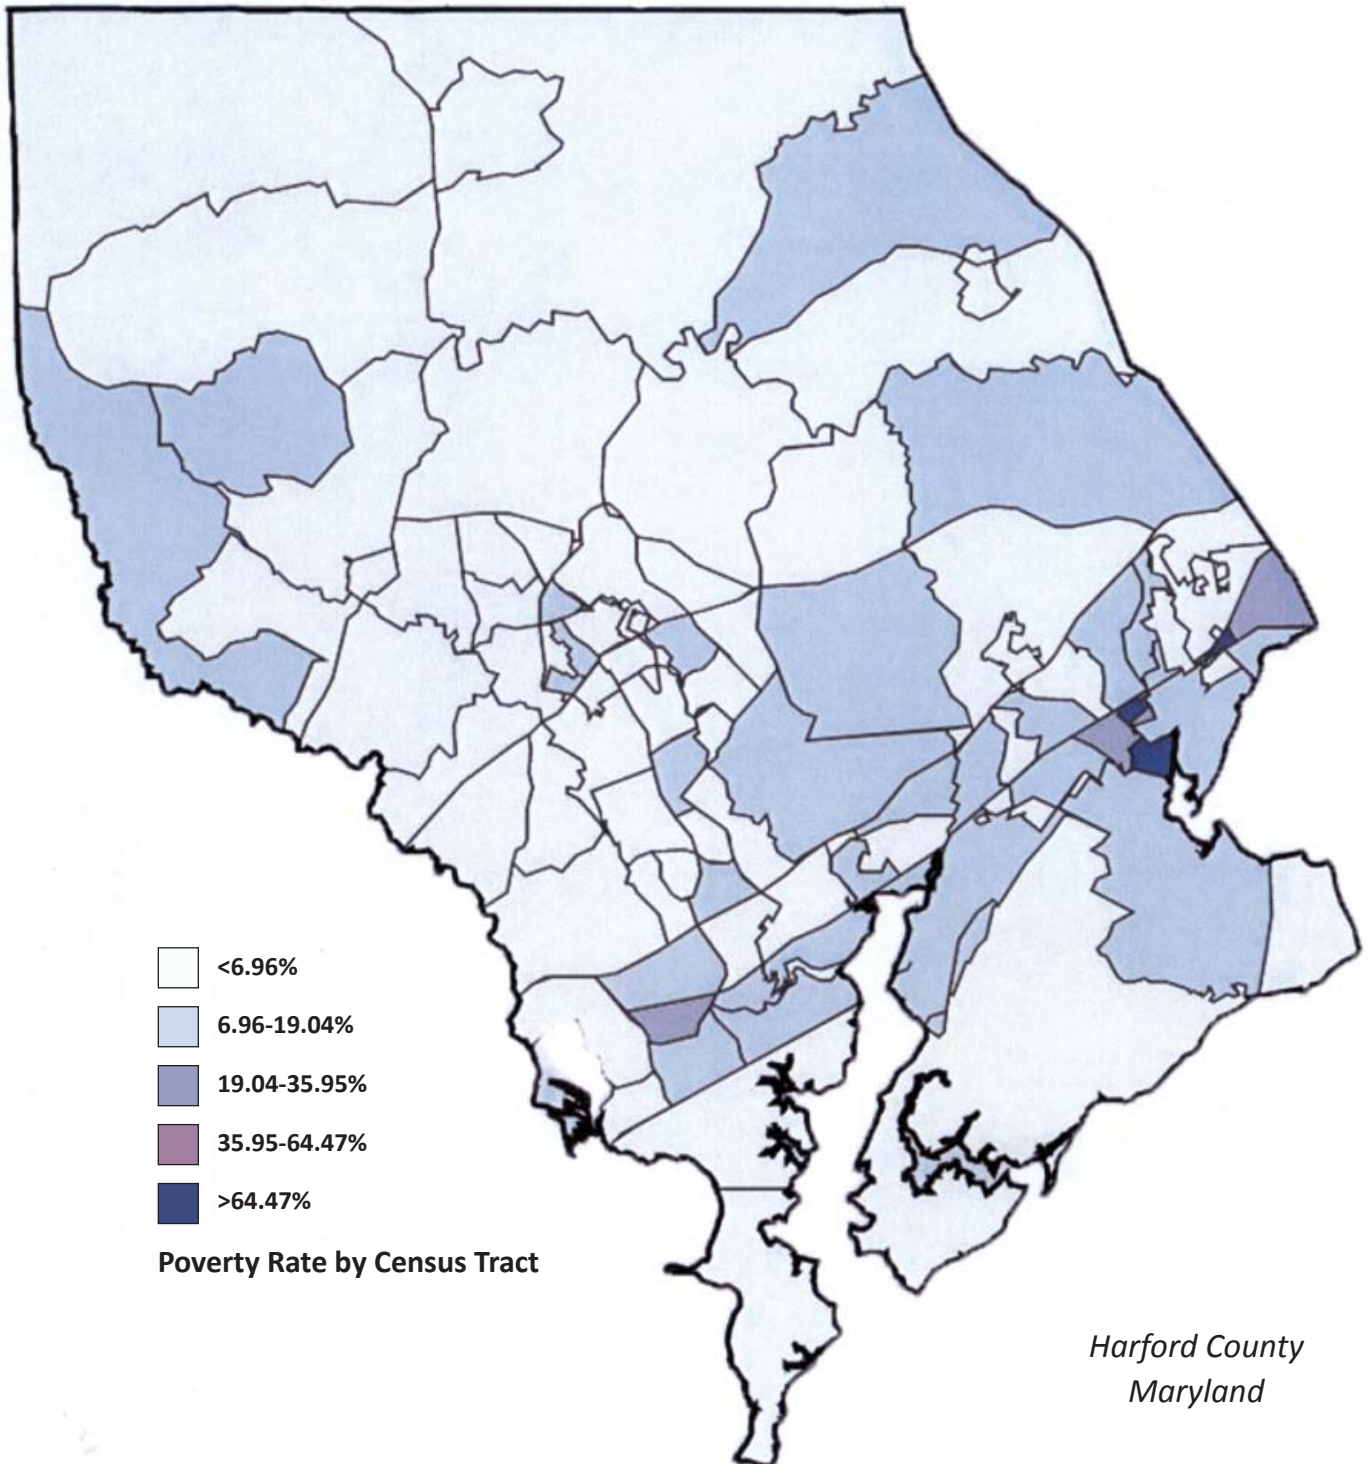 <6.96%
6.96-19.04%
19.04-35.95%
35.95-64.47%
>64.47%
Poverty Rate by Census Tract
Harford County
Maryland